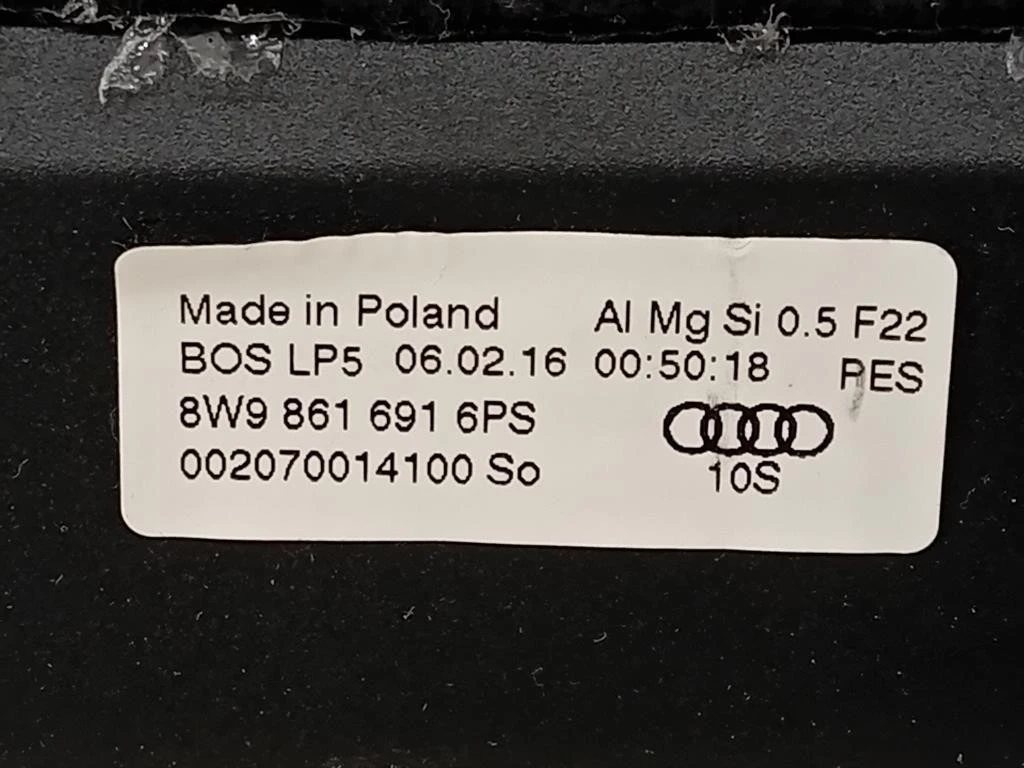 Made in Poland Al Mg Si 0.5 F22
BOS LP5 06.02.16 00:50:18 PES
8W9 861 691 6PS
002070014100 So 10S